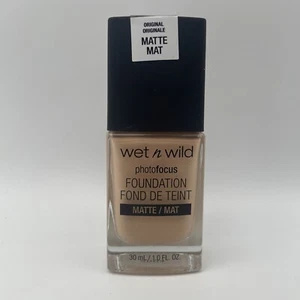 ORIGINAL
ORIGINALE
MATTE
MAT
wet n wild
photofocus
FOUNDATION
FOND DE TEINT
MATTE / MAT
30 mL / 1.0 FL. OZ